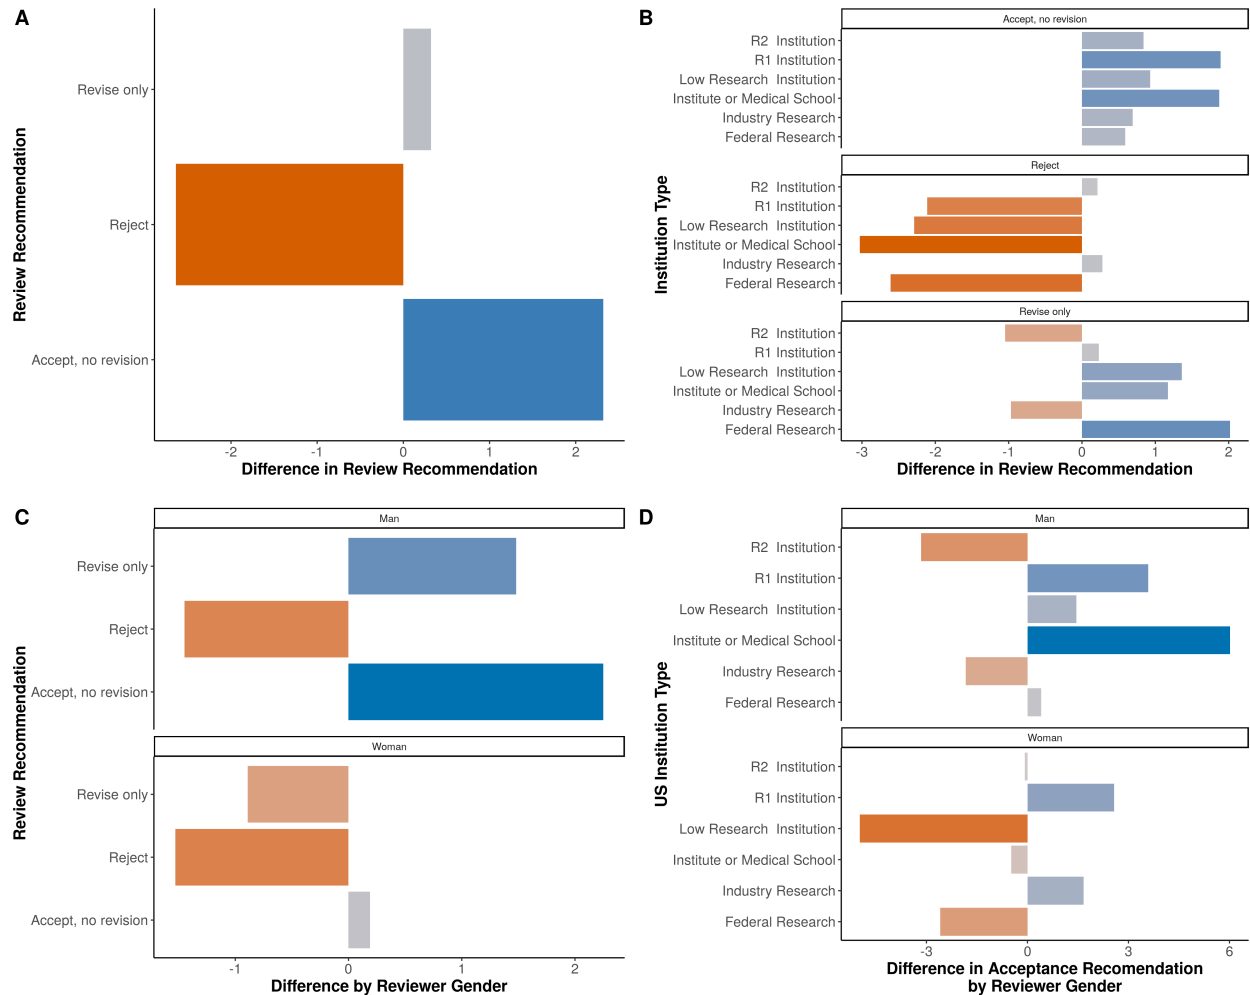 A
Review Recommendation
Revise only
Reject
Accept, no revision
-2
-1
0
1
2
Difference in Review Recommendation
B
Institution Type
Accept, no revision
R2 Institution
R1 Institution
Low Research Institution
Institute or Medical School
Industry Research
Federal Research
Reject
R2 Institution
R1 Institution
Low Research Institution
Institute or Medical School
Industry Research
Federal Research
Revise only
R2 Institution
R1 Institution
Low Research Institution
Institute or Medical School
Industry Research
Federal Research
-3
-2
-1
0
1
2
Difference in Review Recommendation
C
Review Recommendation
Man
Revise only
Reject
Accept, no revision
Woman
Revise only
Reject
Accept, no revision
-1
0
1
2
Difference by Reviewer Gender
D
US Institution Type
Man
R2 Institution
R1 Institution
Low Research Institution
Institute or Medical School
Industry Research
Federal Research
Woman
R2 Institution
R1 Institution
Low Research Institution
Institute or Medical School
Industry Research
Federal Research
-3
0
3
6
Difference in Acceptance Recomendation
by Reviewer Gender